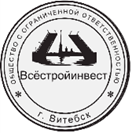 ОБЩЕСТВО С ОГРАНИЧЕННОЙ ОТВЕТСТВЕННОСТЬЮ
Всёстройинвест
г. Витебск